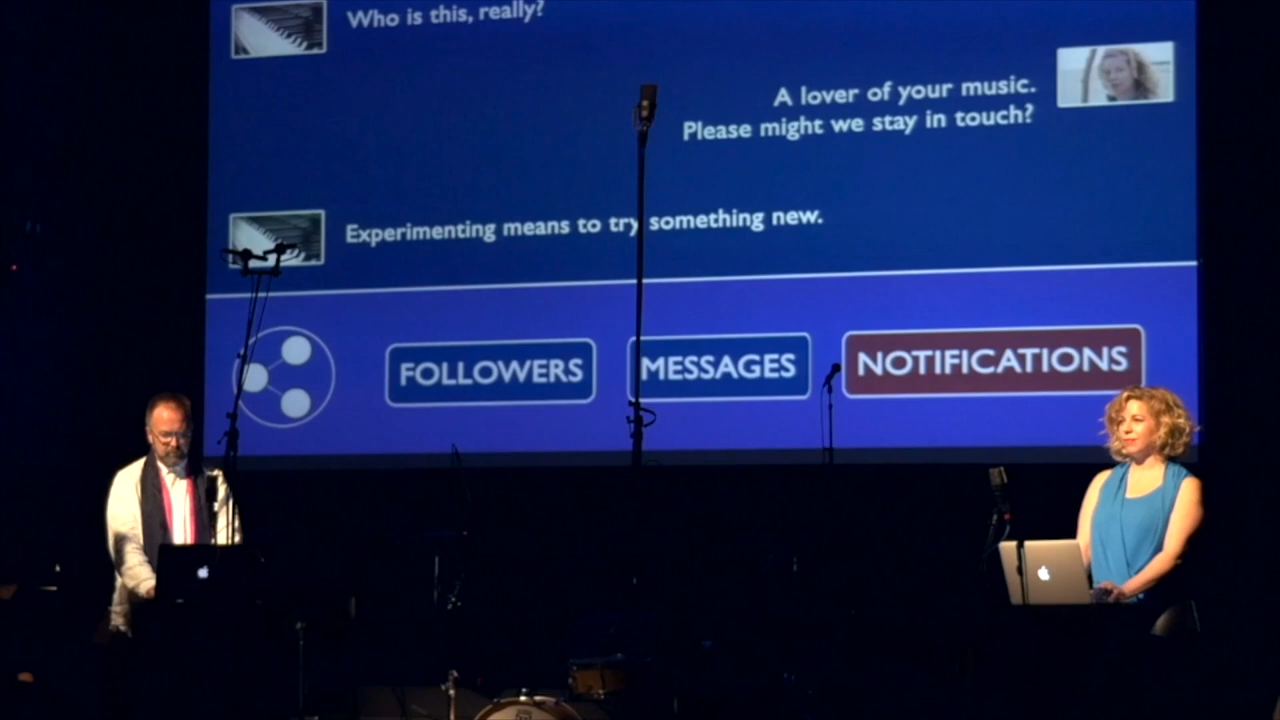 Who is this, really?
A lover of your music.
Please might we stay in touch?
Experimenting means to try something new.
FOLLOWERS
MESSAGES
NOTIFICATIONS